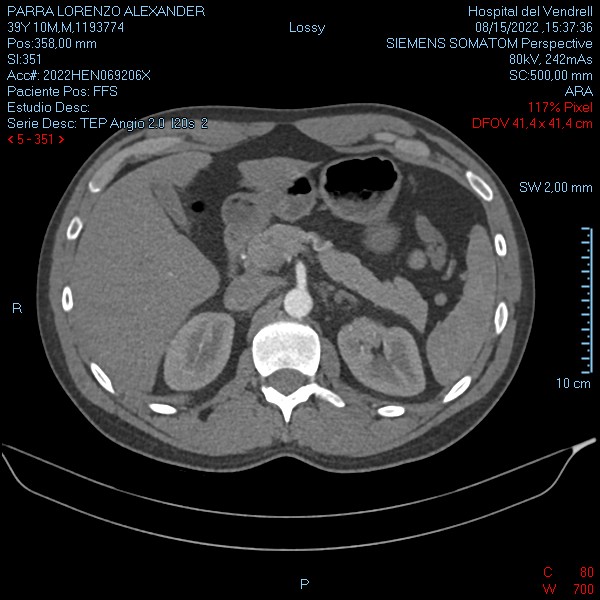 PARRA LORENZO ALEXANDER
39Y 10M,M,1193774
Pos:358,00 mm
SI:351
Acc#: 2022HEN069206X
Paciente Pos: FFS
Estudio Desc:
Serie Desc: TEP Angio 2.0 I20s 2
< 5 - 351 >
Lossy
Hospital del Vendrell
08/15/2022 ,15:37:36
SIEMENS SOMATOM Perspective
80kV, 242mAs
SC:500,00 mm
ARA
117% Pixel
DFOV 41,4 x 41,4 cm
SW 2,00 mm
R
10 cm
P
C 80
W 700